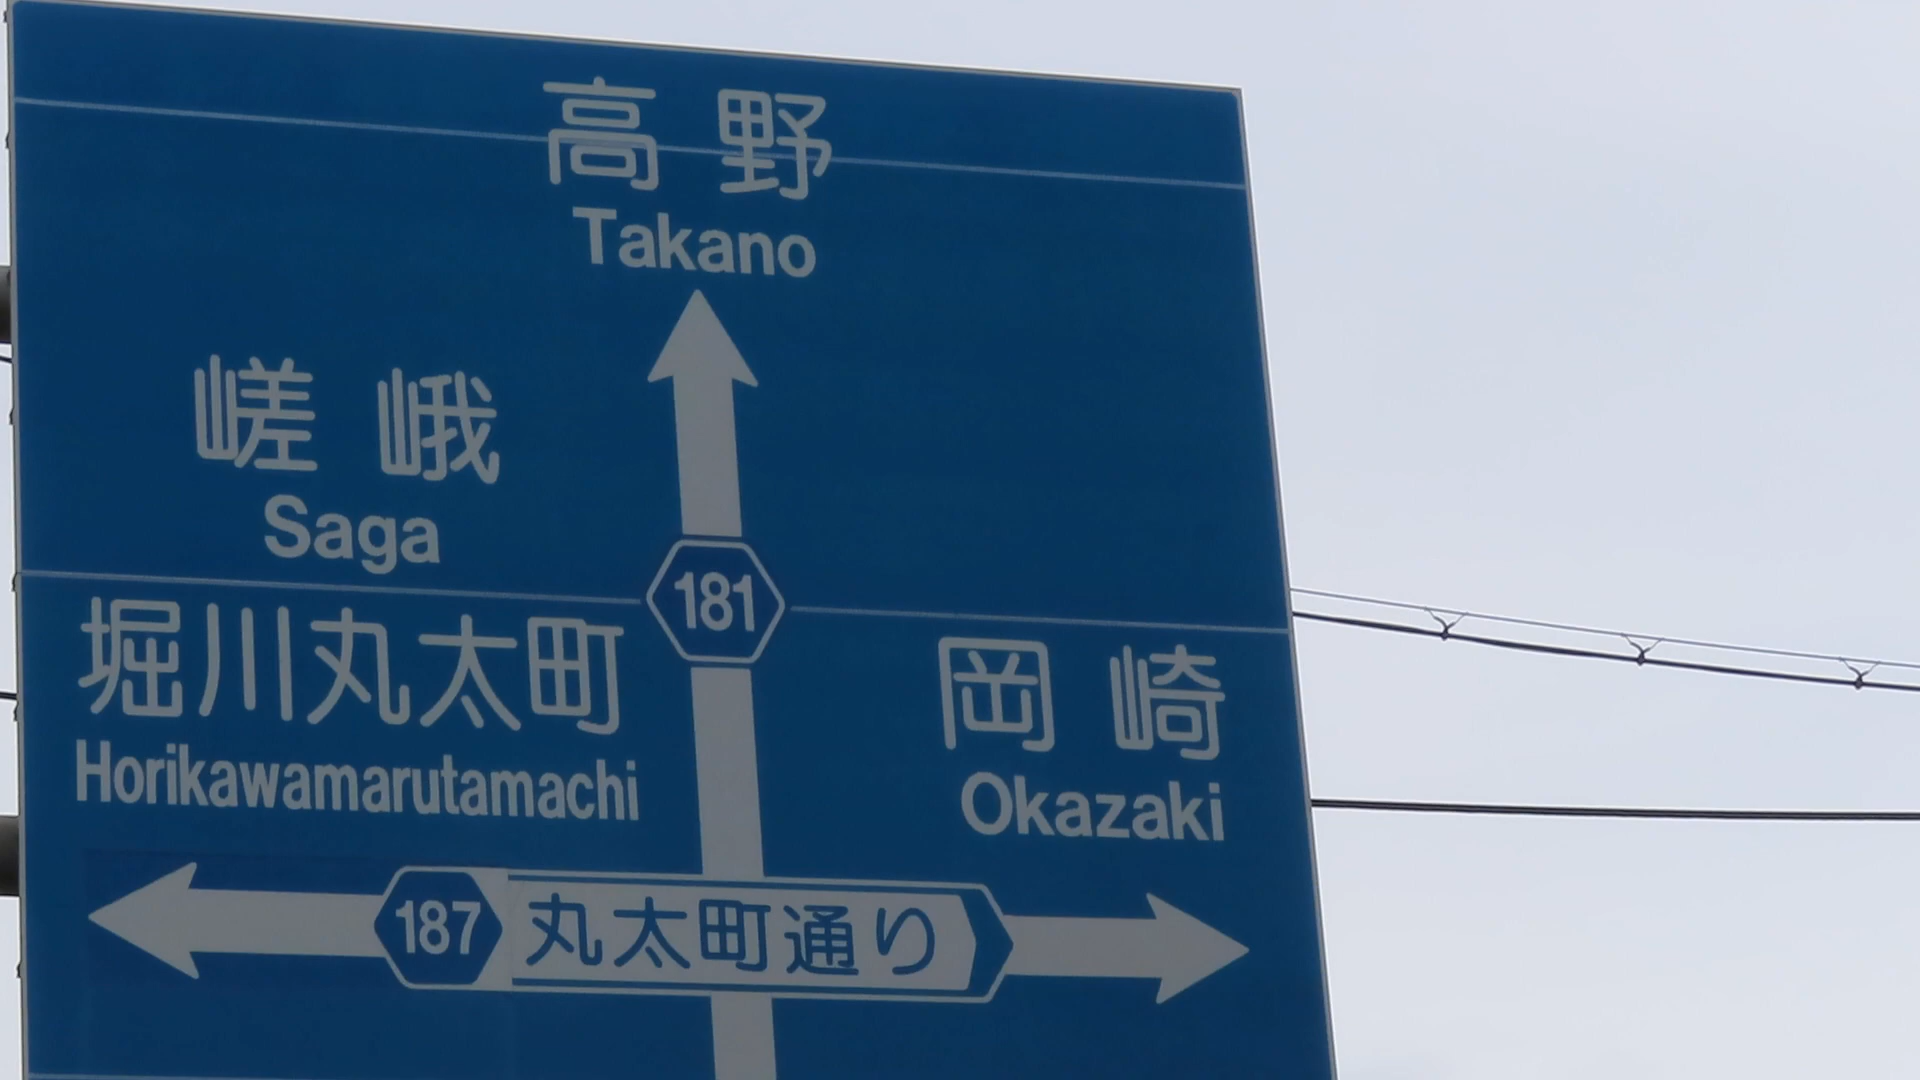 高野
Takano
嵯峨
Saga
181
堀川丸太町
Horikawamarutamachi
岡崎
Okazaki
187 丸太町通り